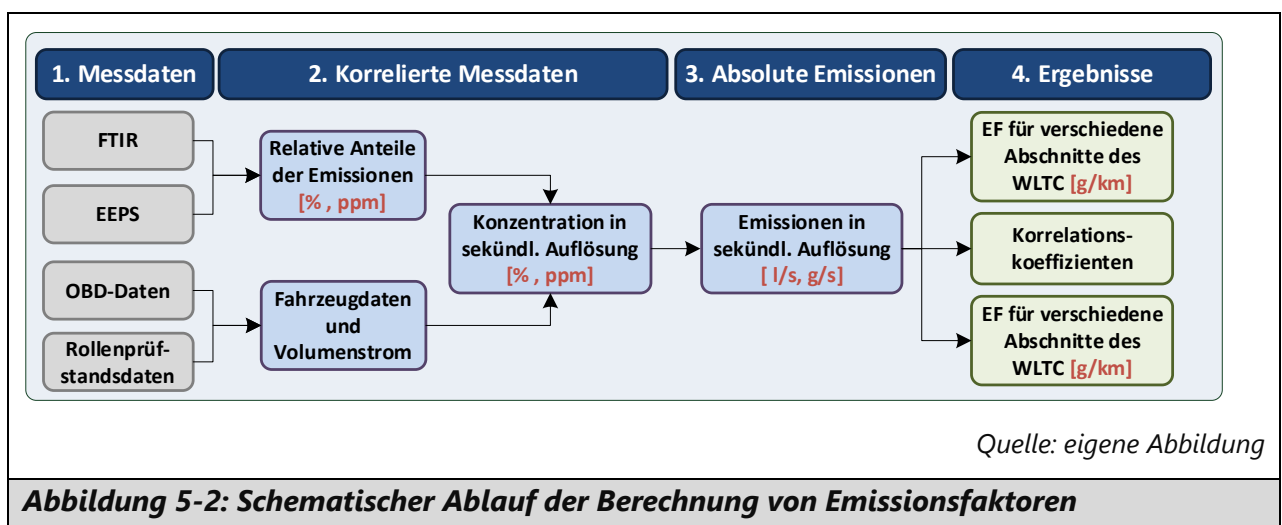 1. Messdaten
2. Korrelierte Messdaten
3. Absolute Emissionen
4. Ergebnisse
FTIR
EEPS
OBD-Daten
Rollenprüf-
standsdaten
Relative Anteile
der Emissionen
[% , ppm]
Fahrzeugdaten
und
Volumenstrom
Konzentration in
sekündl. Auflösung
[% , ppm]
Emissionen in
sekündl. Auflösung
[ l/s, g/s]
EF für verschiedene
Abschnitte des
WLTC [g/km]
Korrelations-
koeffizienten
EF für verschiedene
Abschnitte des
WLTC [g/km]
Quelle: eigene Abbildung
Abbildung 5-2: Schematischer Ablauf der Berechnung von Emissionsfaktoren